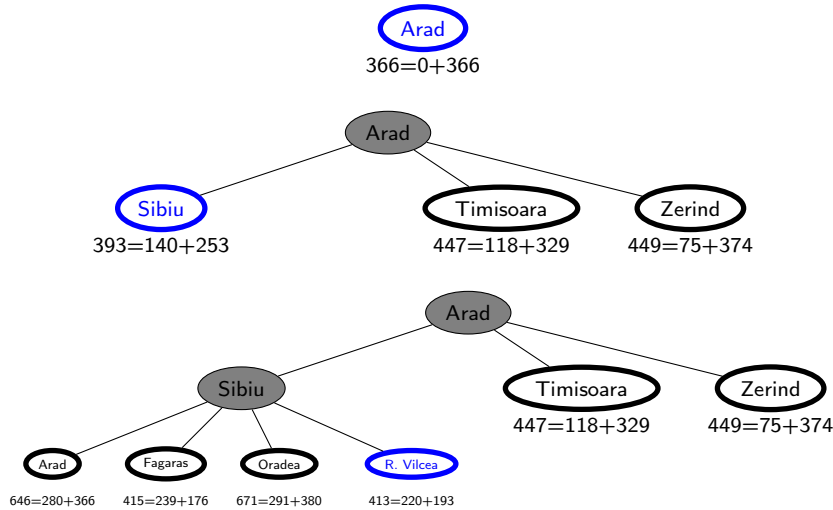 Arad
366=0+366
Arad
Sibiu Timisoara Zerind
393=140+253 447=118+329 449=75+374
Arad
Sibiu Timisoara Zerind
447=118+329 449=75+374
Arad Fagaras Oradea R. Vilcea
646=280+366 415=239+176 671=291+380 413=220+193